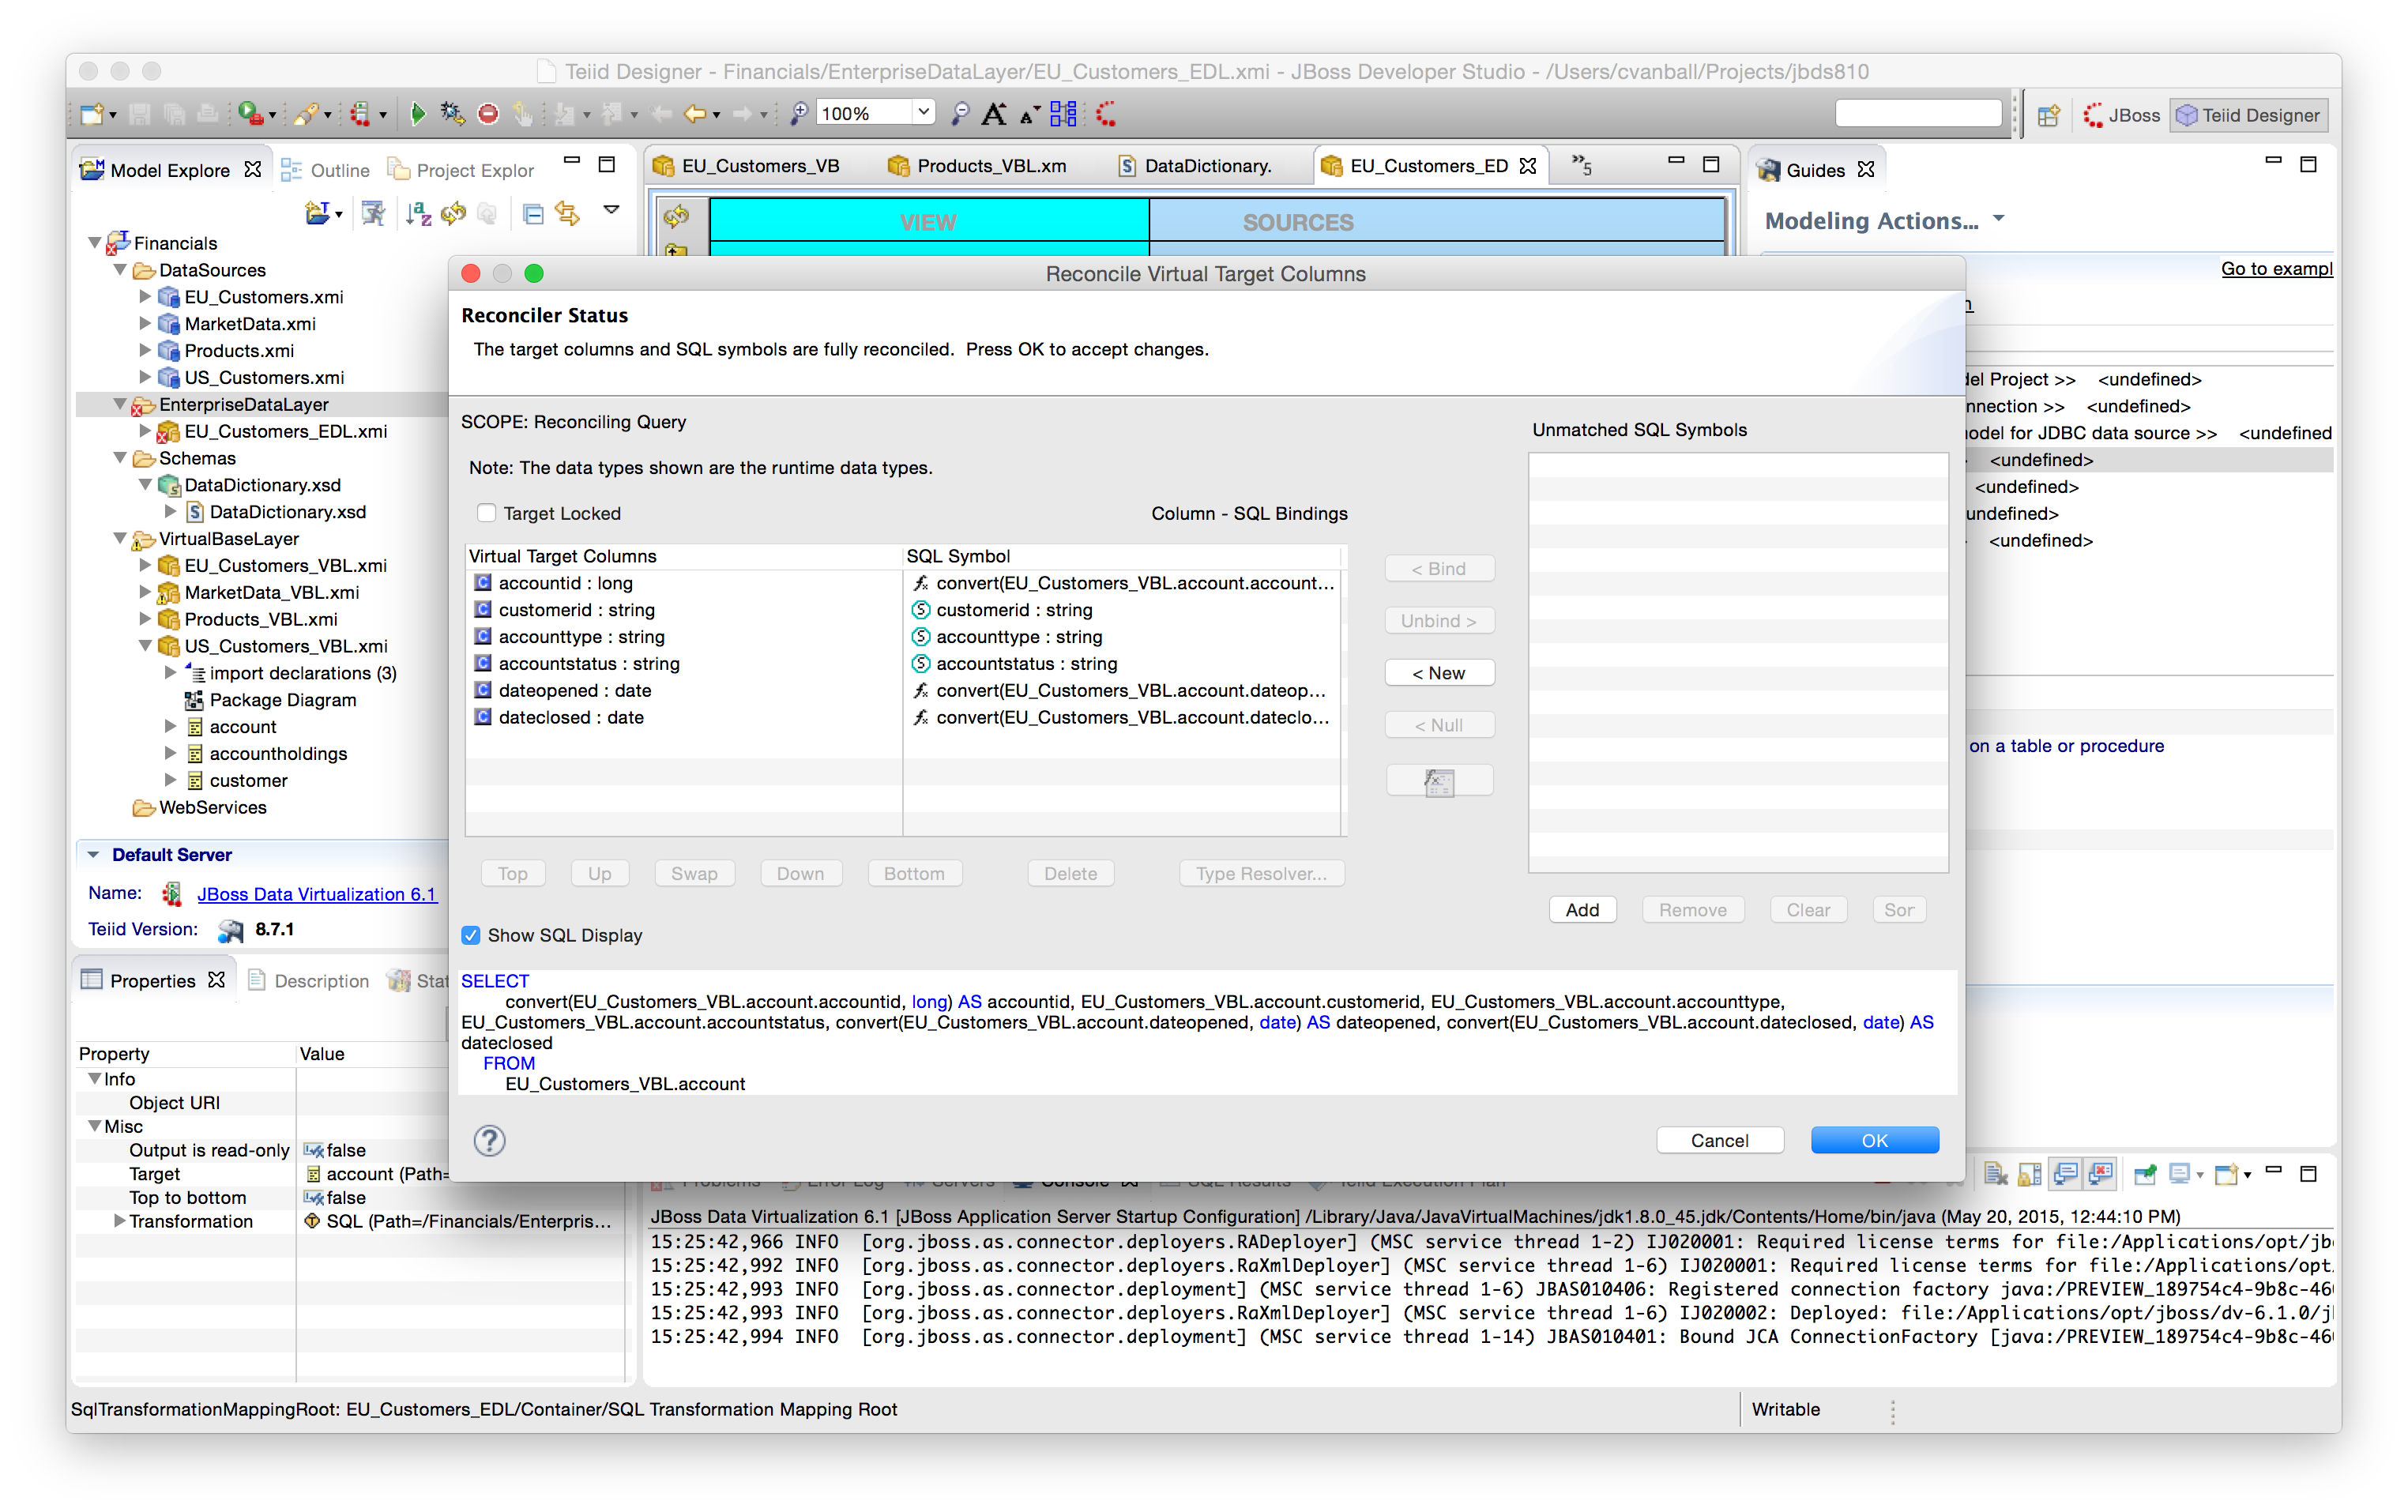 Teiid Designer - Financials/EnterpriseDataLayer/EU_Customers_EDL.xmi - JBoss Developer Studio - /Users/cvanball/Projects/jbds810
100%
JBoss
Teiid Designer
Model Explore
Outline
Project Explor
EU_Customers_VB
Products_VBL.xm
DataDictionary.
EU_Customers_ED
»5
Guides
VIEW
SOURCES
Modeling Actions...
Go to exampl
Financials
DataSources
EU_Customers.xmi
MarketData.xmi
Products.xmi
US_Customers.xmi
EnterpriseDataLayer
EU_Customers_EDL.xmi
Schemas
DataDictionary.xsd
DataDictionary.xsd
VirtualBaseLayer
EU_Customers_VBL.xmi
MarketData_VBL.xmi
Products_VBL.xmi
US_Customers_VBL.xmi
import declarations (3)
Package Diagram
account
accountholdings
customer
WebServices
Default Server
Name: JBoss Data Virtualization 6.1
Teiid Version: 8.7.1
Reconcile Virtual Target Columns
Reconciler Status
The target columns and SQL symbols are fully reconciled.  Press OK to accept changes.
SCOPE: Reconciling Query
Note: The data types shown are the runtime data types.
Target Locked
Column - SQL Bindings
Unmatched SQL Symbols
Virtual Target Columns SQL Symbol
accountid : long convert(EU_Customers_VBL.account.account...
customerid : string customerid : string
accounttype : string accounttype : string
accountstatus : string accountstatus : string
dateopened : date convert(EU_Customers_VBL.account.dateop...
dateclosed : date convert(EU_Customers_VBL.account.dateclo...
< Bind
Unbind >
< New
< Null
Top Up Swap Down Bottom Delete Type Resolver...
Add Remove Clear Sor
Show SQL Display
SELECT
convert(EU_Customers_VBL.account.accountid, long) AS accountid, EU_Customers_VBL.account.customerid, EU_Customers_VBL.account.accounttype,
EU_Customers_VBL.account.accountstatus, convert(EU_Customers_VBL.account.dateopened, date) AS dateopened, convert(EU_Customers_VBL.account.dateclosed, date) AS
dateclosed
FROM
EU_Customers_VBL.account
Cancel OK
n
del Project >> <undefined>
nnection >> <undefined>
odel for JDBC data source >> <undefined
<undefined>
<undefined>
undefined>
<undefined>
on a table or procedure
Properties
Description
Stat
Property Value
Info
Object URI
Misc
Output is read-only false
Target account (Path=
Top to bottom false
Transformation SQL (Path=/Financials/Enterpris...
Problems Error Log Servers Console SQL Results Teiid Execution Plan
JBoss Data Virtualization 6.1 [JBoss Application Server Startup Configuration] /Library/Java/JavaVirtualMachines/jdk1.8.0_45.jdk/Contents/Home/bin/java (May 20, 2015, 12:44:10 PM)
15:25:42,966 INFO  [org.jboss.as.connector.deployers.RADeployer] (MSC service thread 1-2) IJ020001: Required license terms for file:/Applications/opt/jb
15:25:42,992 INFO  [org.jboss.as.connector.deployers.RaXmlDeployer] (MSC service thread 1-6) IJ020001: Required license terms for file:/Applications/opt
15:25:42,993 INFO  [org.jboss.as.connector.deployment] (MSC service thread 1-6) JBAS010406: Registered connection factory java:/PREVIEW_189754c4-9b8c-46
15:25:42,993 INFO  [org.jboss.as.connector.deployers.RaXmlDeployer] (MSC service thread 1-6) IJ020002: Deployed: file:/Applications/opt/jboss/dv-6.1.0/j
15:25:42,994 INFO  [org.jboss.as.connector.deployment] (MSC service thread 1-14) JBAS010401: Bound JCA ConnectionFactory [java:/PREVIEW_189754c4-9b8c-46
SqlTransformationMappingRoot: EU_Customers_EDL/Container/SQL Transformation Mapping Root
Writable